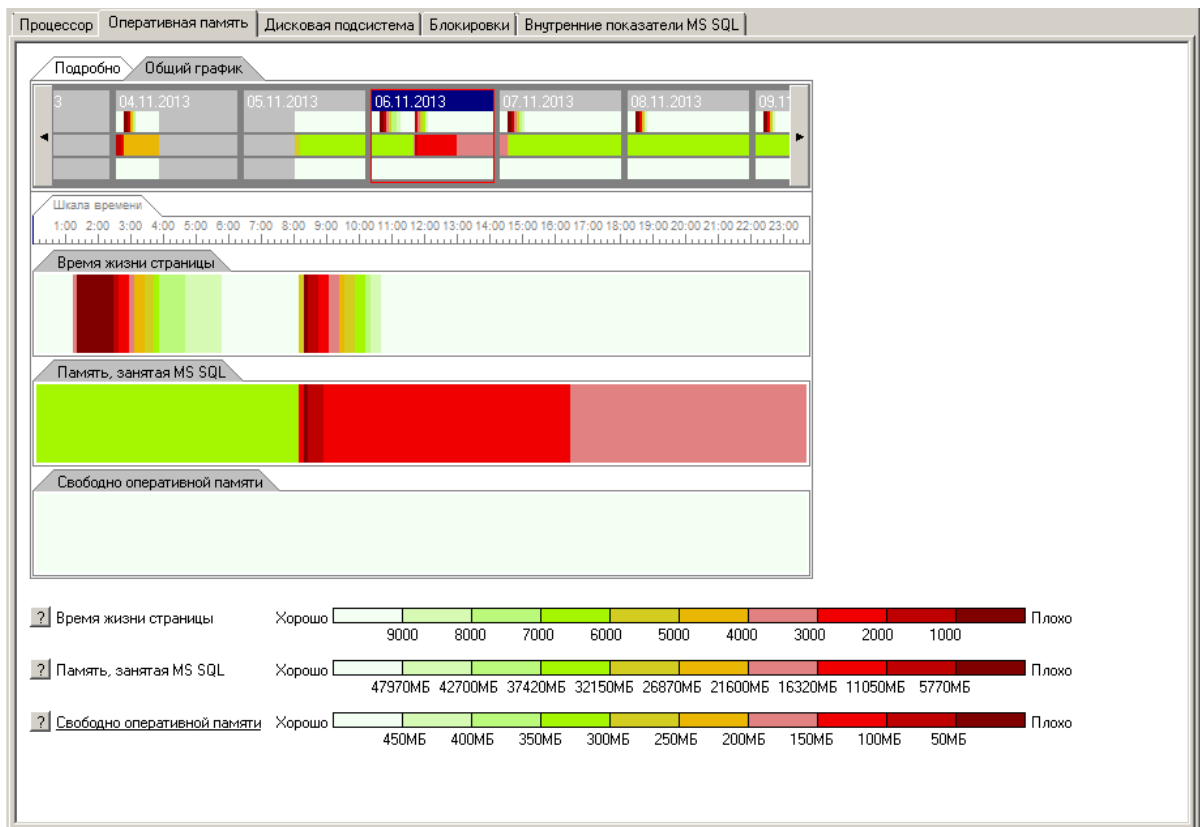 Процессор Оперативная память Дисковая подсистема Блокировки Внутренние показатели MS SQL
Подробно Общий график
3 04.11.2013 05.11.2013 06.11.2013 07.11.2013 08.11.2013 09.11
Шкала времени
1:00 2:00 3:00 4:00 5:00 6:00 7:00 8:00 9:00 10:00 11:00 12:00 13:00 14:00 15:00 16:00 17:00 18:00 19:00 20:00 21:00 22:00 23:00
Время жизни страницы
Память, занятая MS SQL
Свободно оперативной памяти
? Время жизни страницы Хорошо Плохо
9000 8000 7000 6000 5000 4000 3000 2000 1000
? Память, занятая MS SQL Хорошо Плохо
47970МБ 42700МБ 37420МБ 32150МБ 26870МБ 21600МБ 16320МБ 11050МБ 5770МБ
? Свободно оперативной памяти Хорошо Плохо
450МБ 400МБ 350МБ 300МБ 250МБ 200МБ 150МБ 100МБ 50МБ